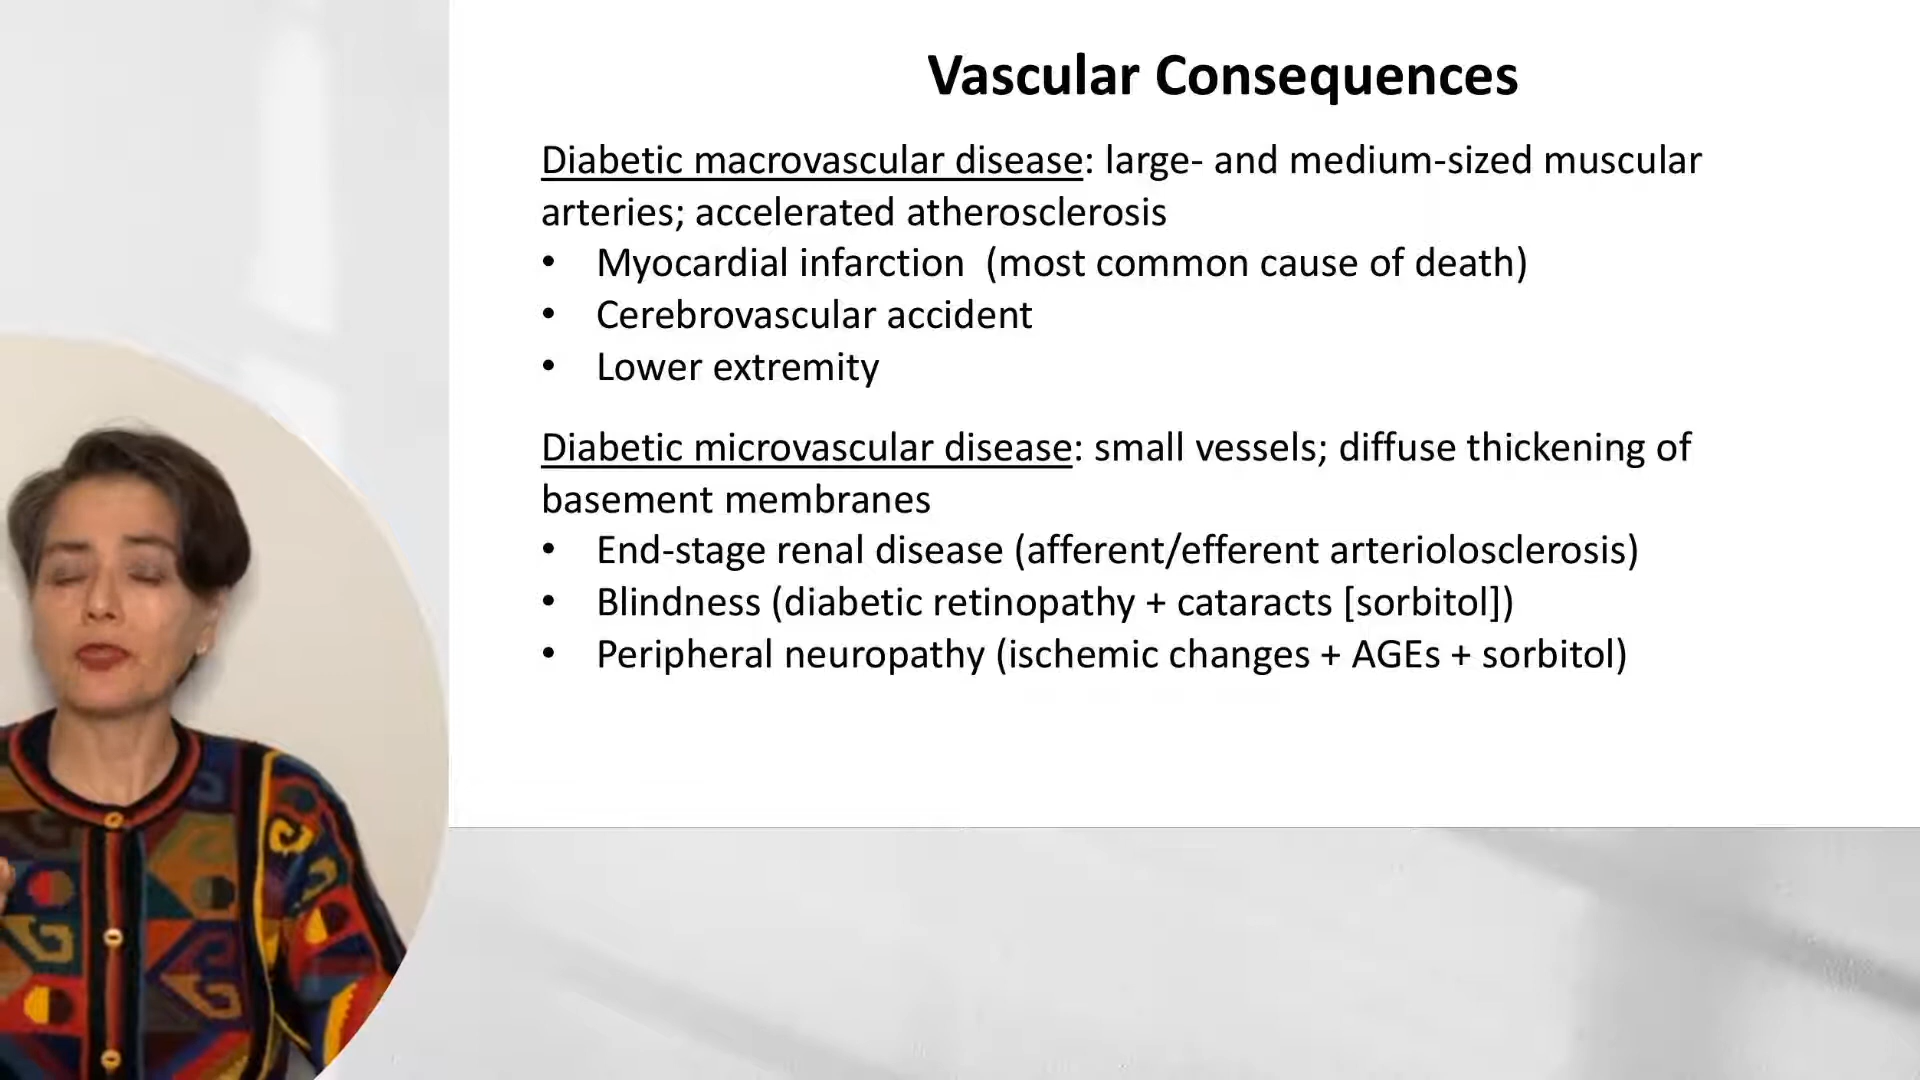 Vascular Consequences
Diabetic macrovascular disease: large- and medium-sized muscular
arteries; accelerated atherosclerosis
• Myocardial infarction  (most common cause of death)
• Cerebrovascular accident
• Lower extremity
Diabetic microvascular disease: small vessels; diffuse thickening of
basement membranes
• End-stage renal disease (afferent/efferent arteriolosclerosis)
• Blindness (diabetic retinopathy + cataracts [sorbitol])
• Peripheral neuropathy (ischemic changes + AGEs + sorbitol)